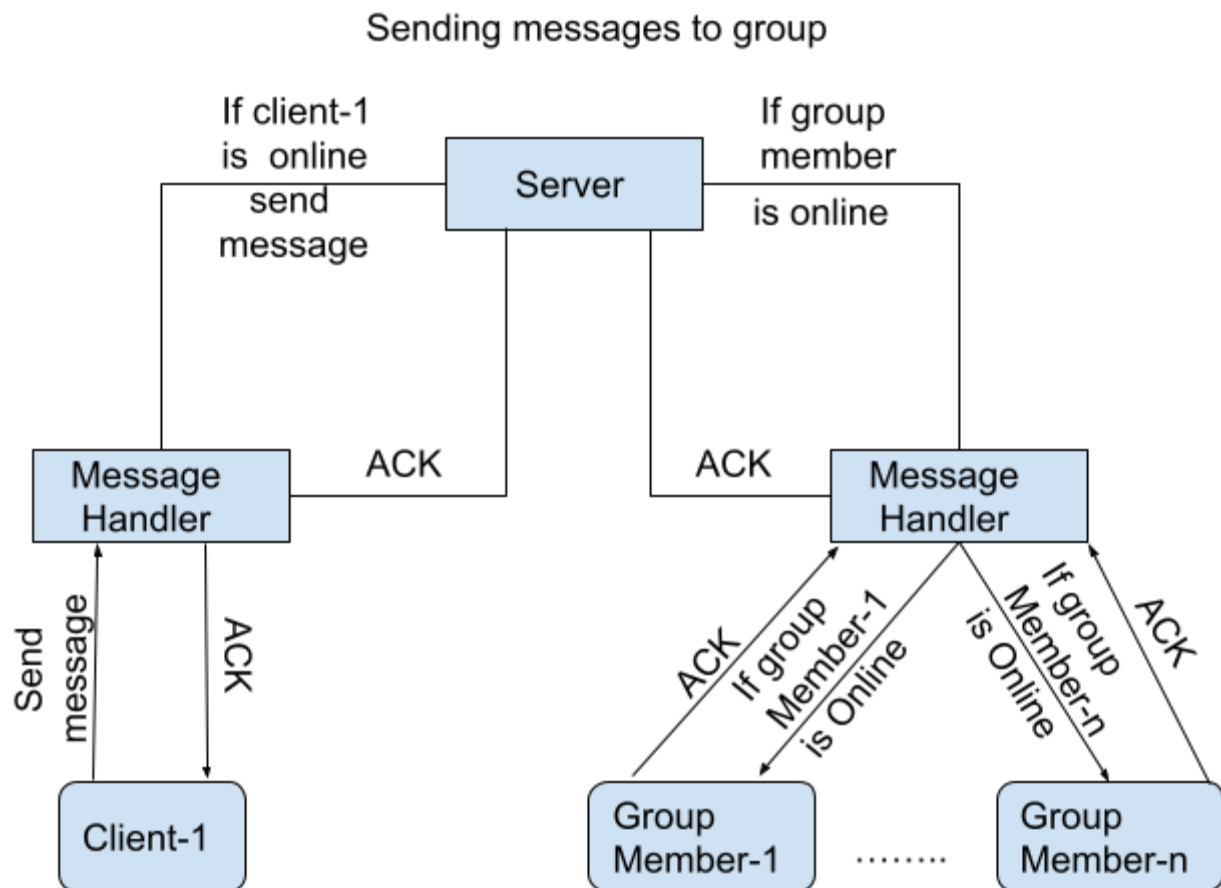 Sending messages to group
If client-1
is online
send
message
Server
If group
member
is online
Message
Handler
ACK
ACK
Message
Handler
Send
message
ACK
ACK
If group
Member-1
is Online
If group
Member-n
is Online
ACK
Client-1
Group
Member-1
.........
Group
Member-n